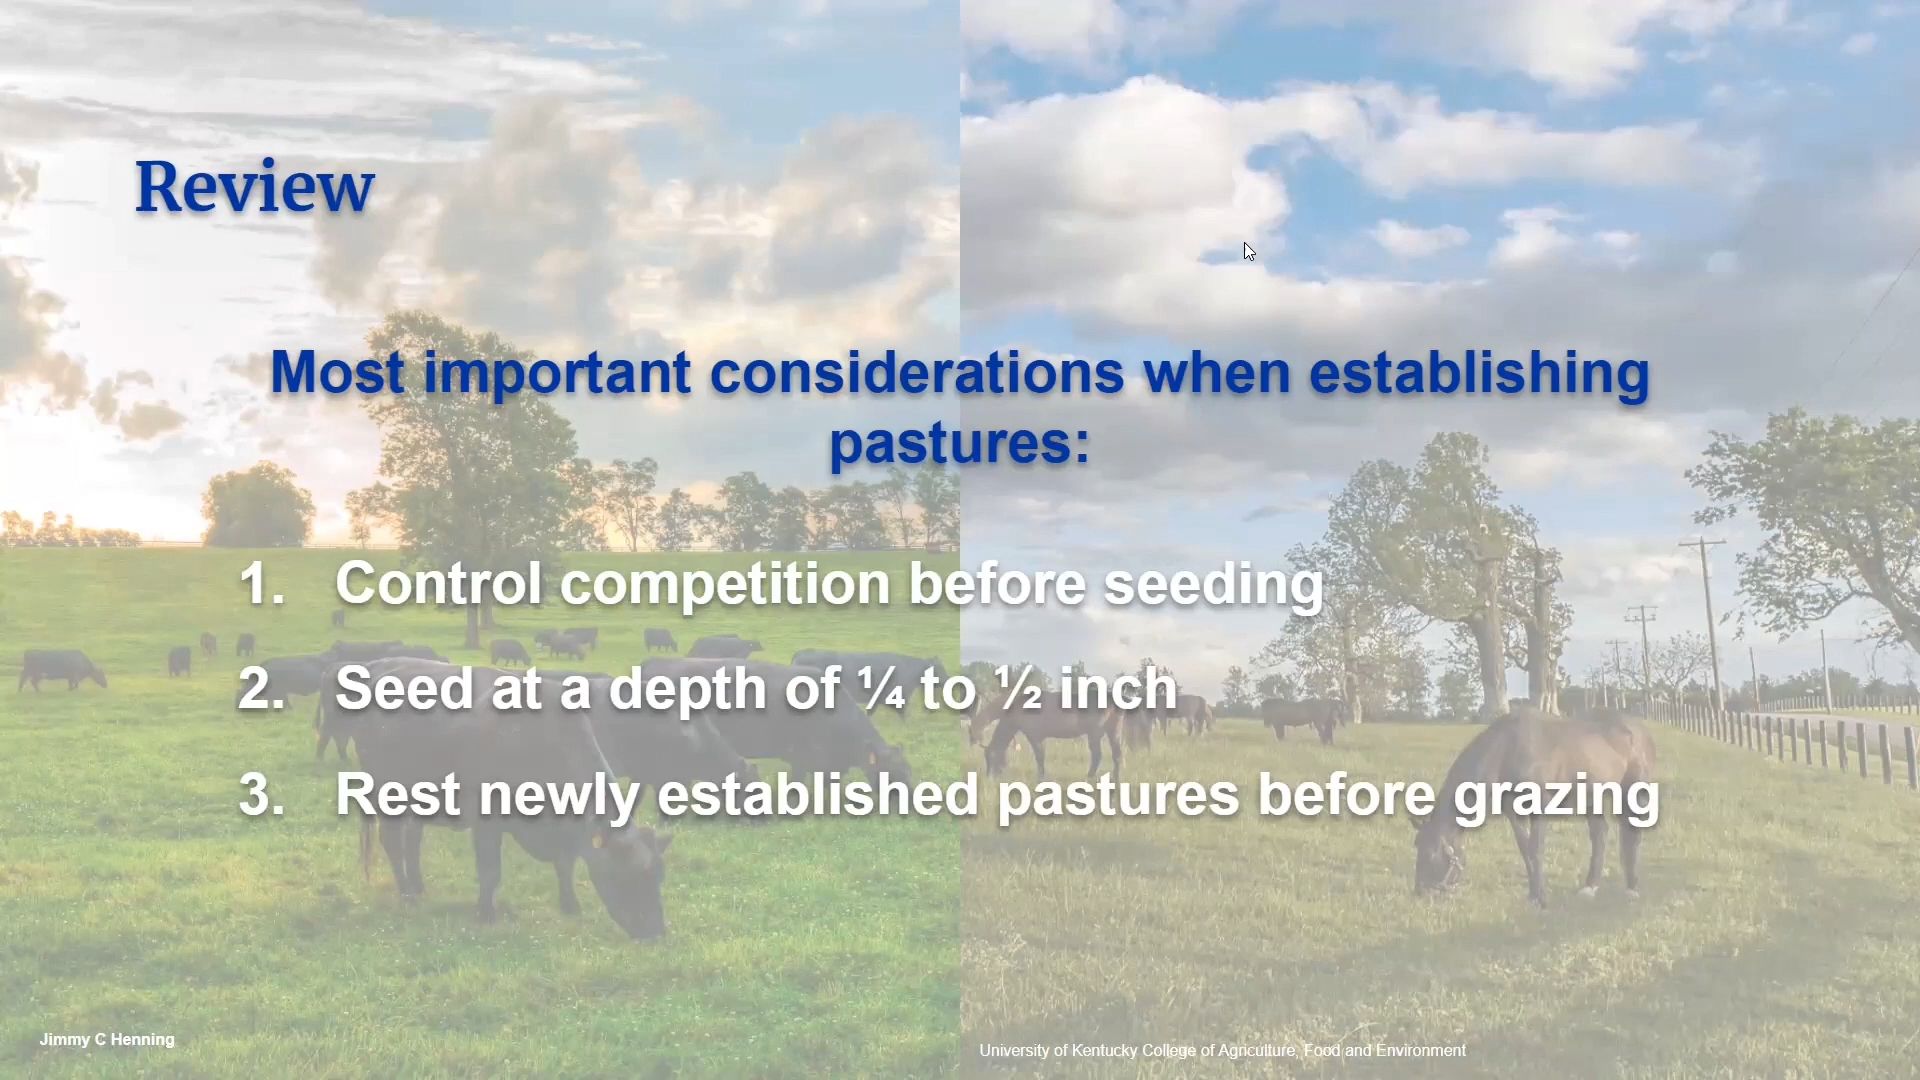 Review
Most important considerations when establishing
pastures:
1. Control competition before seeding
2. Seed at a depth of ¼ to ½ inch
3. Rest newly established pastures before grazing
Jimmy C Henning
University of Kentucky College of Agriculture, Food and Environment